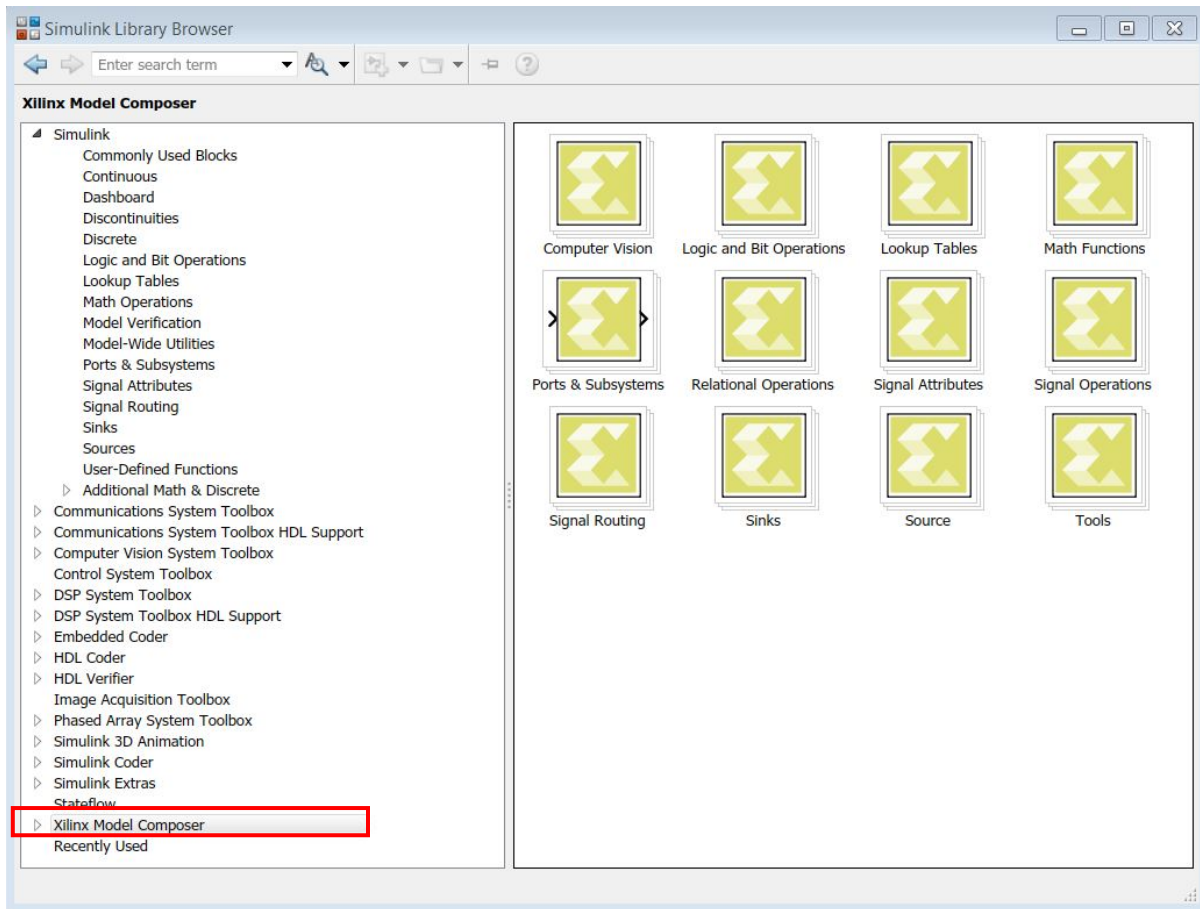 Simulink Library Browser
Enter search term
Xilinx Model Composer
Simulink
Commonly Used Blocks
Continuous
Dashboard
Discontinuities
Discrete
Logic and Bit Operations
Lookup Tables
Math Operations
Model Verification
Model-Wide Utilities
Ports & Subsystems
Signal Attributes
Signal Routing
Sinks
Sources
User-Defined Functions
Additional Math & Discrete
Communications System Toolbox
Communications System Toolbox HDL Support
Computer Vision System Toolbox
Control System Toolbox
DSP System Toolbox
DSP System Toolbox HDL Support
Embedded Coder
HDL Coder
HDL Verifier
Image Acquisition Toolbox
Phased Array System Toolbox
Simulink 3D Animation
Simulink Coder
Simulink Extras
Stateflow
Xilinx Model Composer
Recently Used
Computer Vision Logic and Bit Operations Lookup Tables Math Functions
Ports & Subsystems Relational Operations Signal Attributes Signal Operations
Signal Routing Sinks Source Tools